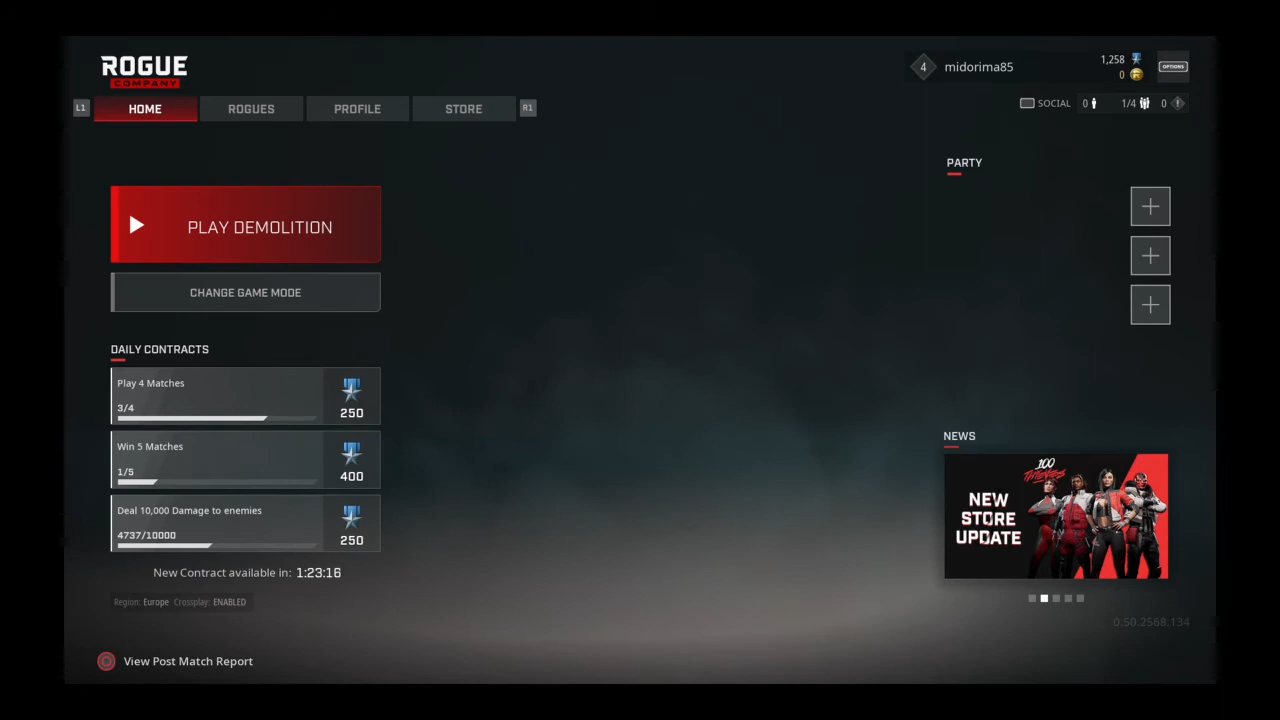 ROGUE
COMPANY
4 midorima85
1,258
0
OPTIONS
L1 HOME ROGUES PROFILE STORE R1
SOCIAL 0 1/4 0
PARTY
PLAY DEMOLITION
CHANGE GAME MODE
DAILY CONTRACTS
Play 4 Matches
3/4
250
Win 5 Matches
1/5
400
Deal 10,000 Damage to enemies
4737/10000
250
New Contract available in: 1:23:16
Region: Europe Crossplay: ENABLED
NEWS
100
THIEVES
NEW
STORE
UPDATE
0.50.2568.134
View Post Match Report